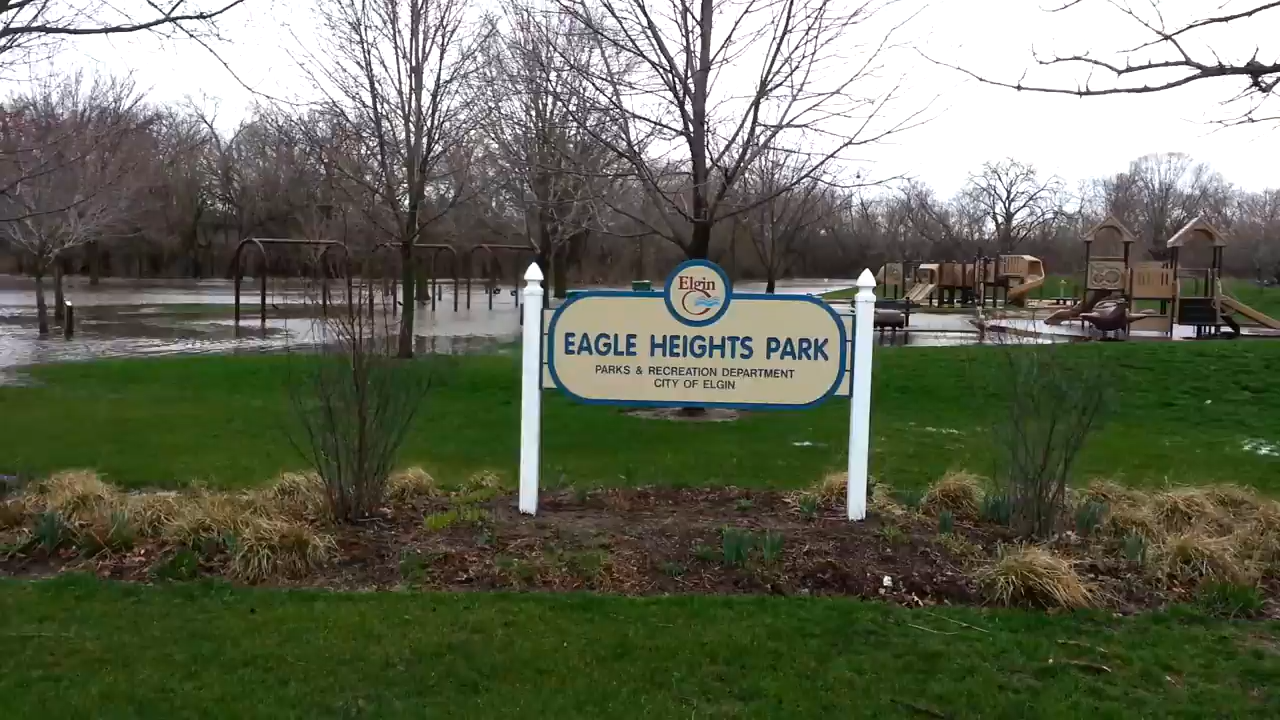 Elgin
EAGLE HEIGHTS PARK
PARKS & RECREATION DEPARTMENT
CITY OF ELGIN